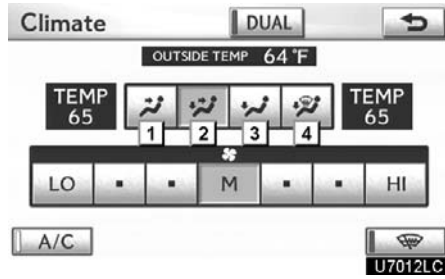 Climate DUAL
OUTSIDE TEMP 64°F
TEMP 65 TEMP 65
1 2 3 4
LO M HI
A/C
U7012LC